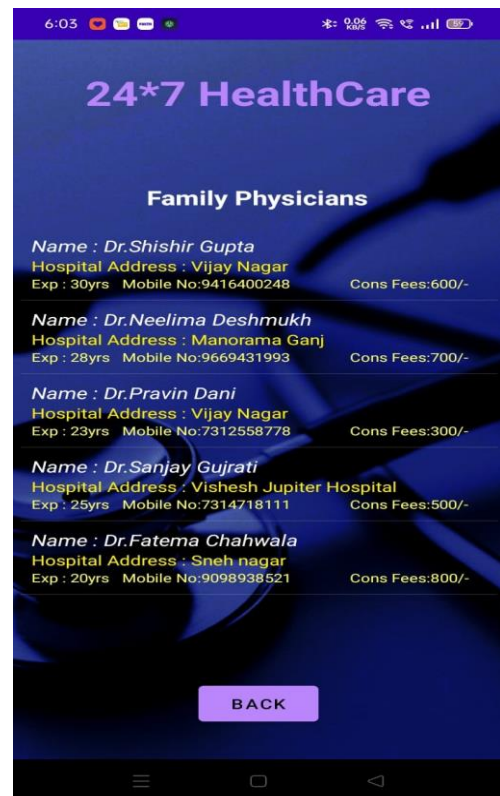 6:03
0.06
KB/S
24*7 HealthCare
Family Physicians
Name : Dr.Shishir Gupta
Hospital Address : Vijay Nagar
Exp : 30yrs Mobile No:9416400248 Cons Fees:600/-
Name : Dr.Neelima Deshmukh
Hospital Address : Manorama Ganj
Exp : 28yrs Mobile No:9669431993 Cons Fees:700/-
Name : Dr.Pravin Dani
Hospital Address : Vijay Nagar
Exp : 23yrs Mobile No:7312558778 Cons Fees:300/-
Name : Dr.Sanjay Gujrati
Hospital Address : Vishesh Jupiter Hospital
Exp : 25yrs Mobile No:7314718111 Cons Fees:500/-
Name : Dr.Fatema Chahwala
Hospital Address : Sneh nagar
Exp : 20yrs Mobile No:9098938521 Cons Fees:800/-
BACK